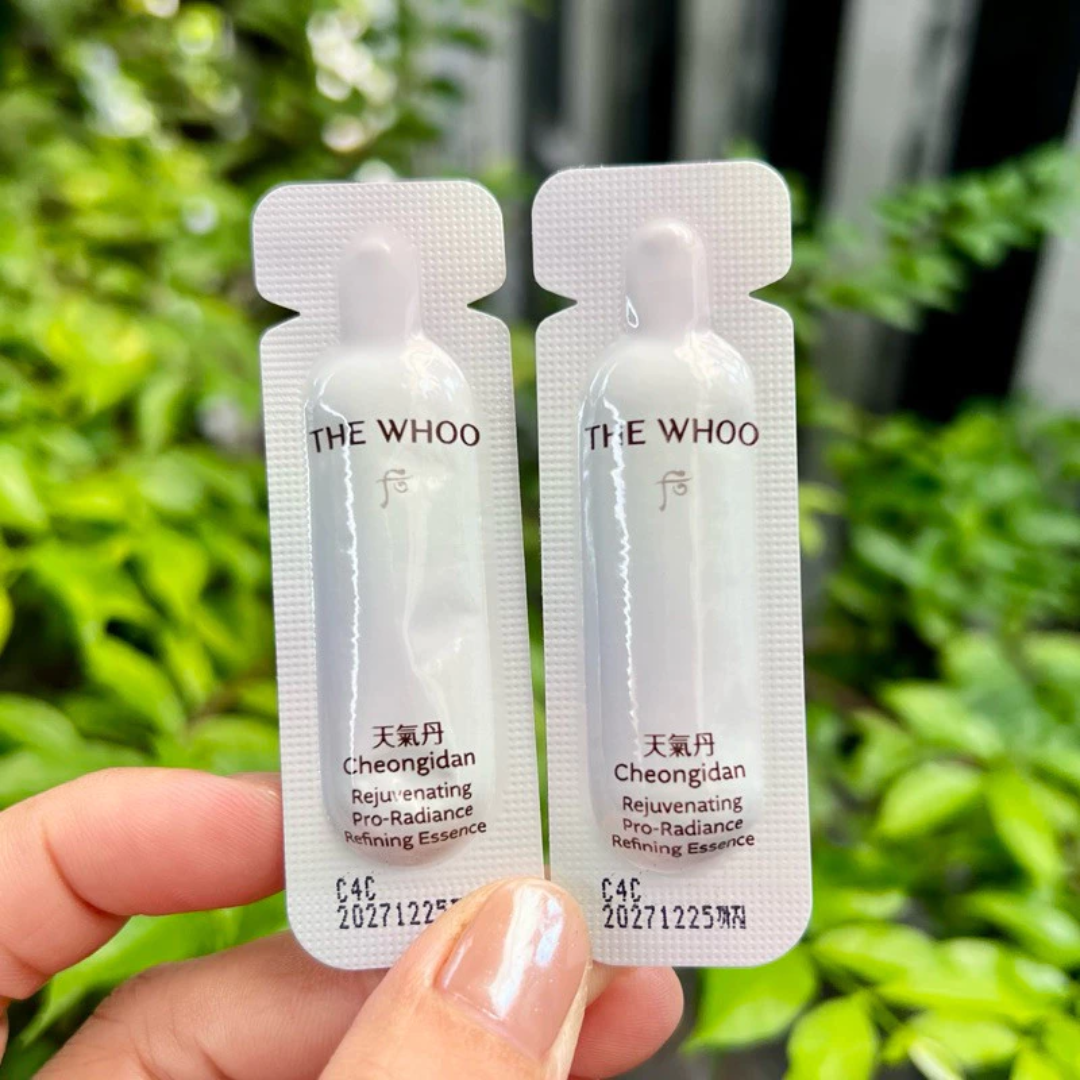 THE WHOO
天氣丹
Cheongidan
Rejuvenating
Pro-Radiance
Refining Essence
C4C
20271225
THE WHOO
天氣丹
Cheongidan
Rejuvenating
Pro-Radiance
Refining Essence
C4C
20271225까지